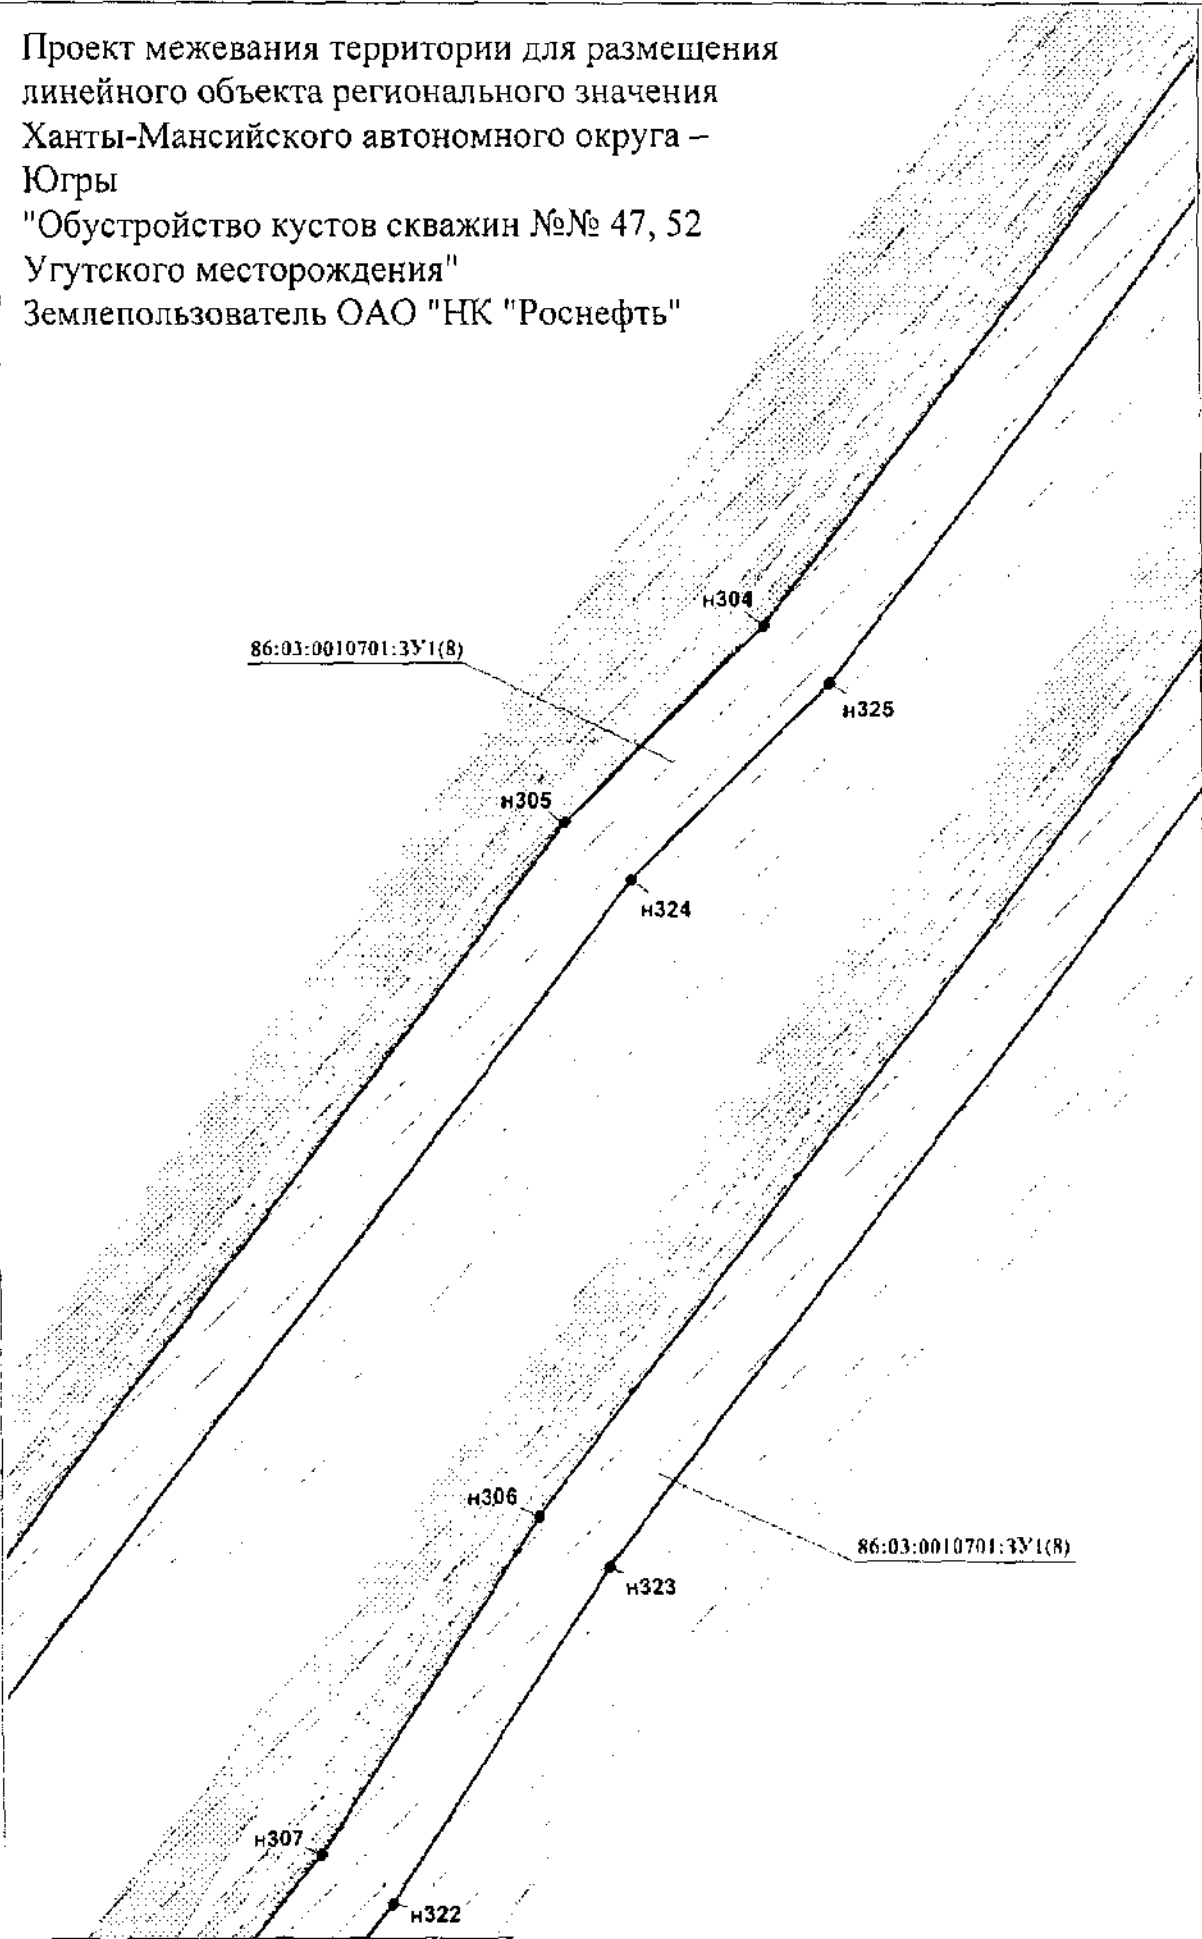 Проект межевания территории для размещения
линейного объекта регионального значения
Ханты-Мансийского автономного округа –
Югры
"Обустройство кустов скважин №№ 47, 52
Угутского месторождения"
Землепользователь ОАО "НК "Роснефть"
н304
86:03:0010701:ЗУ1(8)
н325
н305
н324
н306
86:03:0010701:ЗУ1(8)
н323
н307
н322